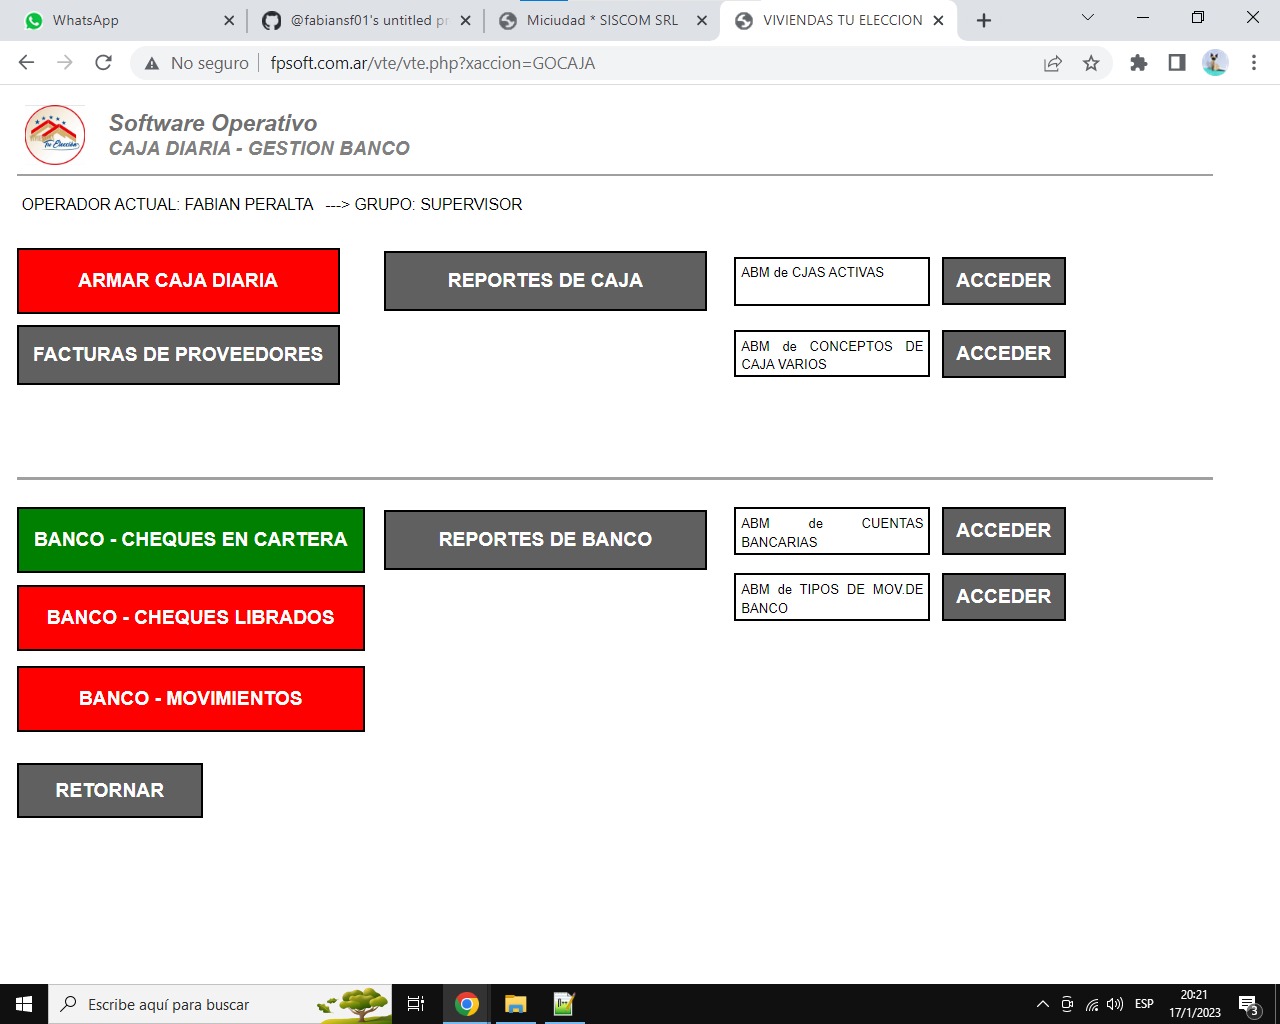 WhatsApp
@fabiansf01's untitled pr
Miciudad * SISCOM SRL
VIVIENDAS TU ELECCION
No seguro
fpsoft.com.ar/vte/vte.php?xaccion=GOCAJA
Tu Elección
Software Operativo
CAJA DIARIA - GESTION BANCO
OPERADOR ACTUAL: FABIAN PERALTA ---> GRUPO: SUPERVISOR
ARMAR CAJA DIARIA
REPORTES DE CAJA
ABM de CJAS ACTIVAS
ACCEDER
FACTURAS DE PROVEEDORES
ABM de CONCEPTOS DE
CAJA VARIOS
ACCEDER
BANCO - CHEQUES EN CARTERA
REPORTES DE BANCO
ABM de CUENTAS
BANCARIAS
ACCEDER
BANCO - CHEQUES LIBRADOS
ABM de TIPOS DE MOV.DE
BANCO
ACCEDER
BANCO - MOVIMIENTOS
RETORNAR
Escribe aquí para buscar
ESP
20:21
17/1/2023
3